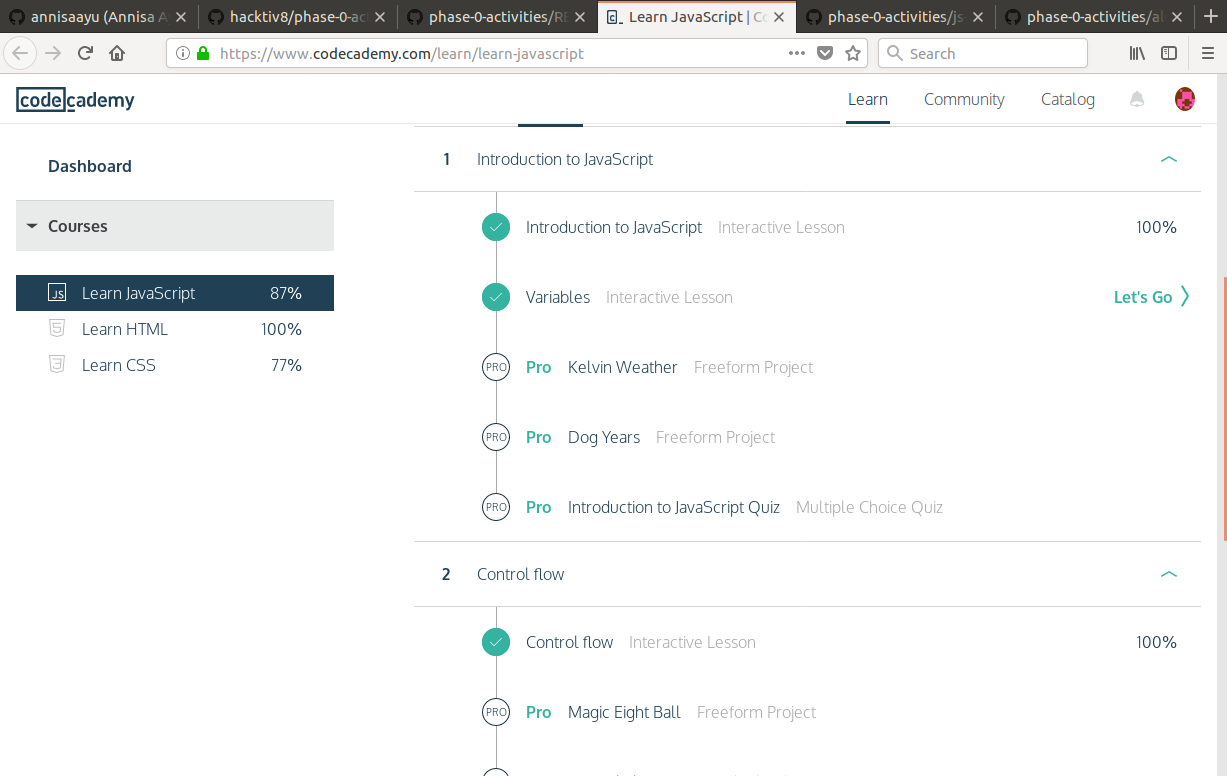 annisaayu (Annisa A
hacktiv8/phase-0-ac
phase-0-activities/RE
Learn JavaScript | Co
phase-0-activities/js
phase-0-activities/al
https://www.codecademy.com/learn/learn-javascript
Search
codecademy
Learn Community Catalog
Dashboard
Courses
JS Learn JavaScript 87%
Learn HTML 100%
Learn CSS 77%
1 Introduction to JavaScript
Introduction to JavaScript Interactive Lesson 100%
Variables Interactive Lesson Let's Go
PRO Pro Kelvin Weather Freeform Project
PRO Pro Dog Years Freeform Project
PRO Pro Introduction to JavaScript Quiz Multiple Choice Quiz
2 Control flow
Control flow Interactive Lesson 100%
PRO Pro Magic Eight Ball Freeform Project